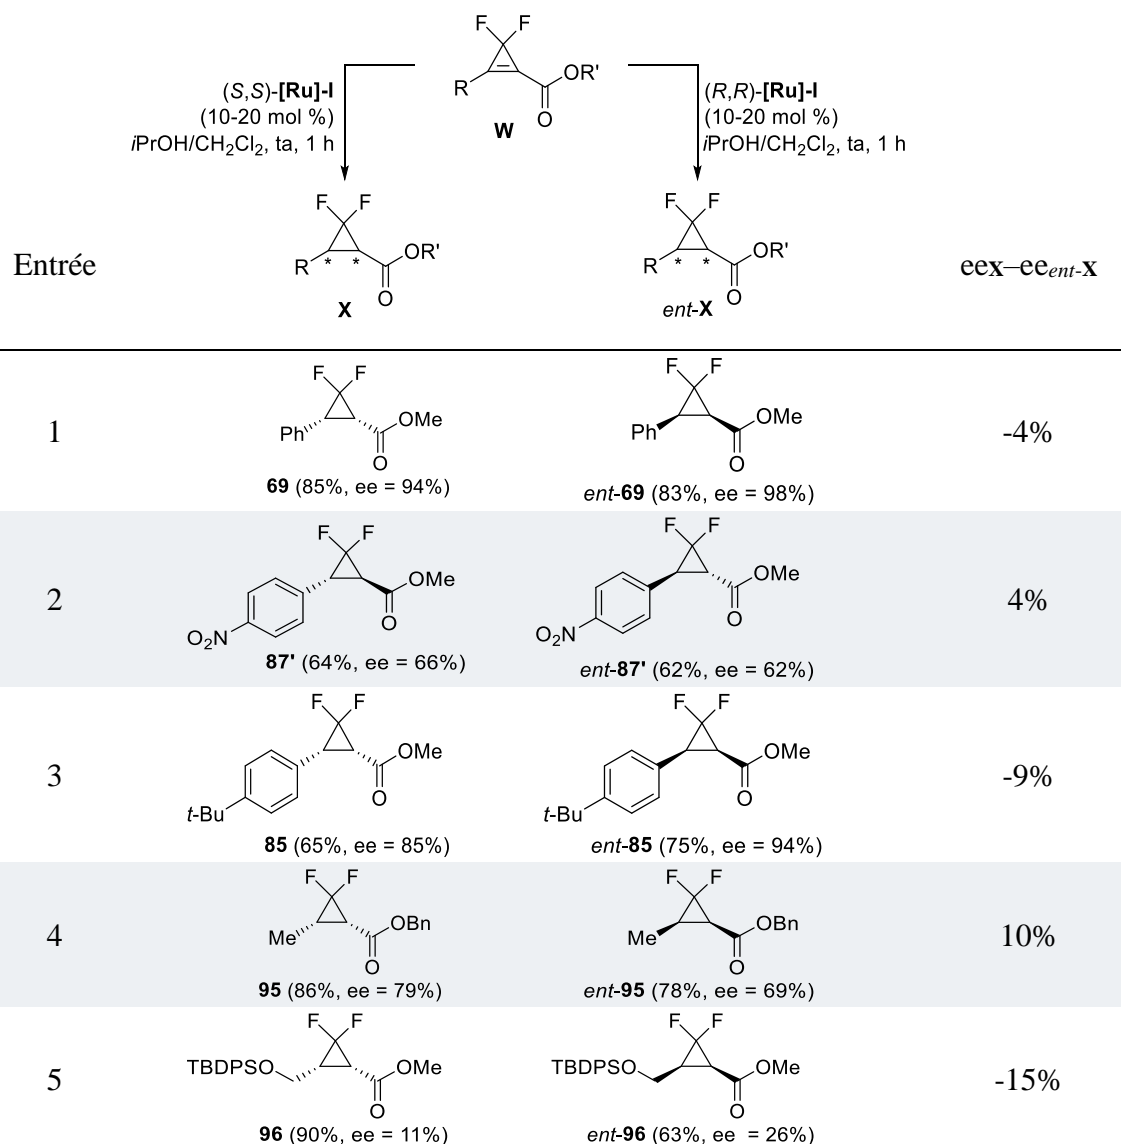 F F
R
OR'
O
W
(S,S)-[Ru]-I
(10-20 mol %)
iPrOH/CH2Cl2, ta, 1 h
(R,R)-[Ru]-I
(10-20 mol %)
iPrOH/CH2Cl2, ta, 1 h
Entrée
F F
R
* *
OR'
O
X
F F
R
* *
OR'
O
ent-X
eex–eeent-x
1
F F
Ph
OMe
O
69 (85%, ee = 94%)
F F
Ph
OMe
O
ent-69 (83%, ee = 98%)
-4%
2
F F
O2N
OMe
O
87' (64%, ee = 66%)
F F
O2N
OMe
O
ent-87' (62%, ee = 62%)
4%
3
F F
t-Bu
OMe
O
85 (65%, ee = 85%)
F F
t-Bu
OMe
O
ent-85 (75%, ee = 94%)
-9%
4
F F
Me
OBn
O
95 (86%, ee = 79%)
F F
Me
OBn
O
ent-95 (78%, ee = 69%)
10%
5
F F
TBDPSO
OMe
O
96 (90%, ee = 11%)
F F
TBDPSO
OMe
O
ent-96 (63%, ee = 26%)
-15%